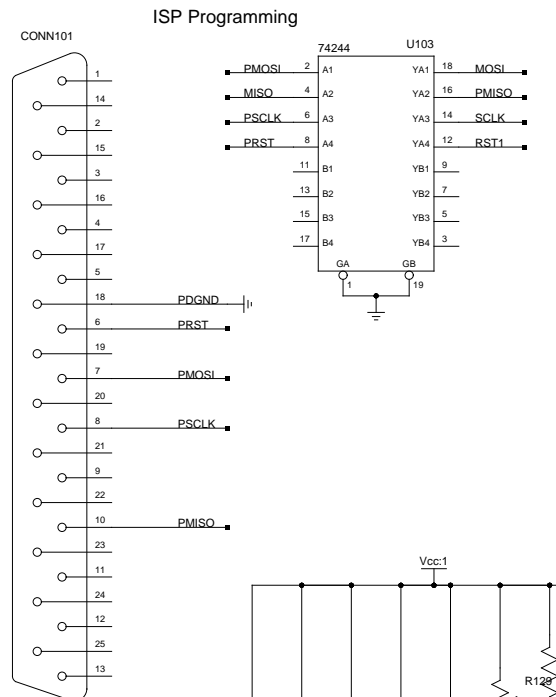 ISP Programming
CONN101
1
14
2
15
3
16
4
17
5
18 PDGND
6 PRST
19
7 PMOSI
20
8 PSCLK
21
9
22
10 PMISO
23
11
24
12
25
13
74244 U103
PMOSI 2 A1 YA1 18 MOSI
MISO 4 A2 YA2 16 PMISO
PSCLK 6 A3 YA3 14 SCLK
PRST 8 A4 YA4 12 RST1
11 B1 YB1 9
13 B2 YB2 7
15 B3 YB3 5
17 B4 YB4 3
GA GB
1 19
Vcc:1
R129